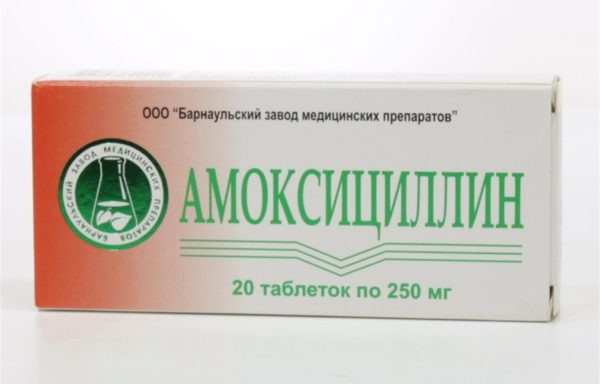 ООО "Барнаульский завод медицинских препаратов"
БАРНАУЛЬСКИЙ ЗАВОД МЕДИЦИНСКИХ ПРЕПАРАТОВ
АМОКСИЦИЛЛИН
20 таблеток по 250 мг